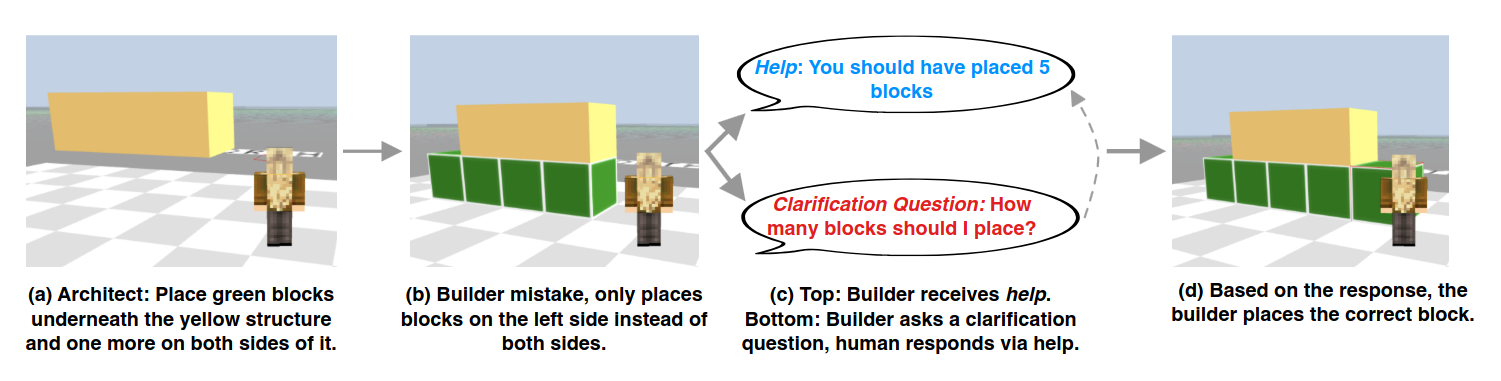 Help: You should have placed 5
blocks
Clarification Question: How
many blocks should I place?
(a) Architect: Place green blocks
underneath the yellow structure
and one more on both sides of it.
(b) Builder mistake, only places
blocks on the left side instead of
both sides.
(c) Top: Builder receives help.
Bottom: Builder asks a clarification
question, human responds via help.
(d) Based on the response, the
builder places the correct block.